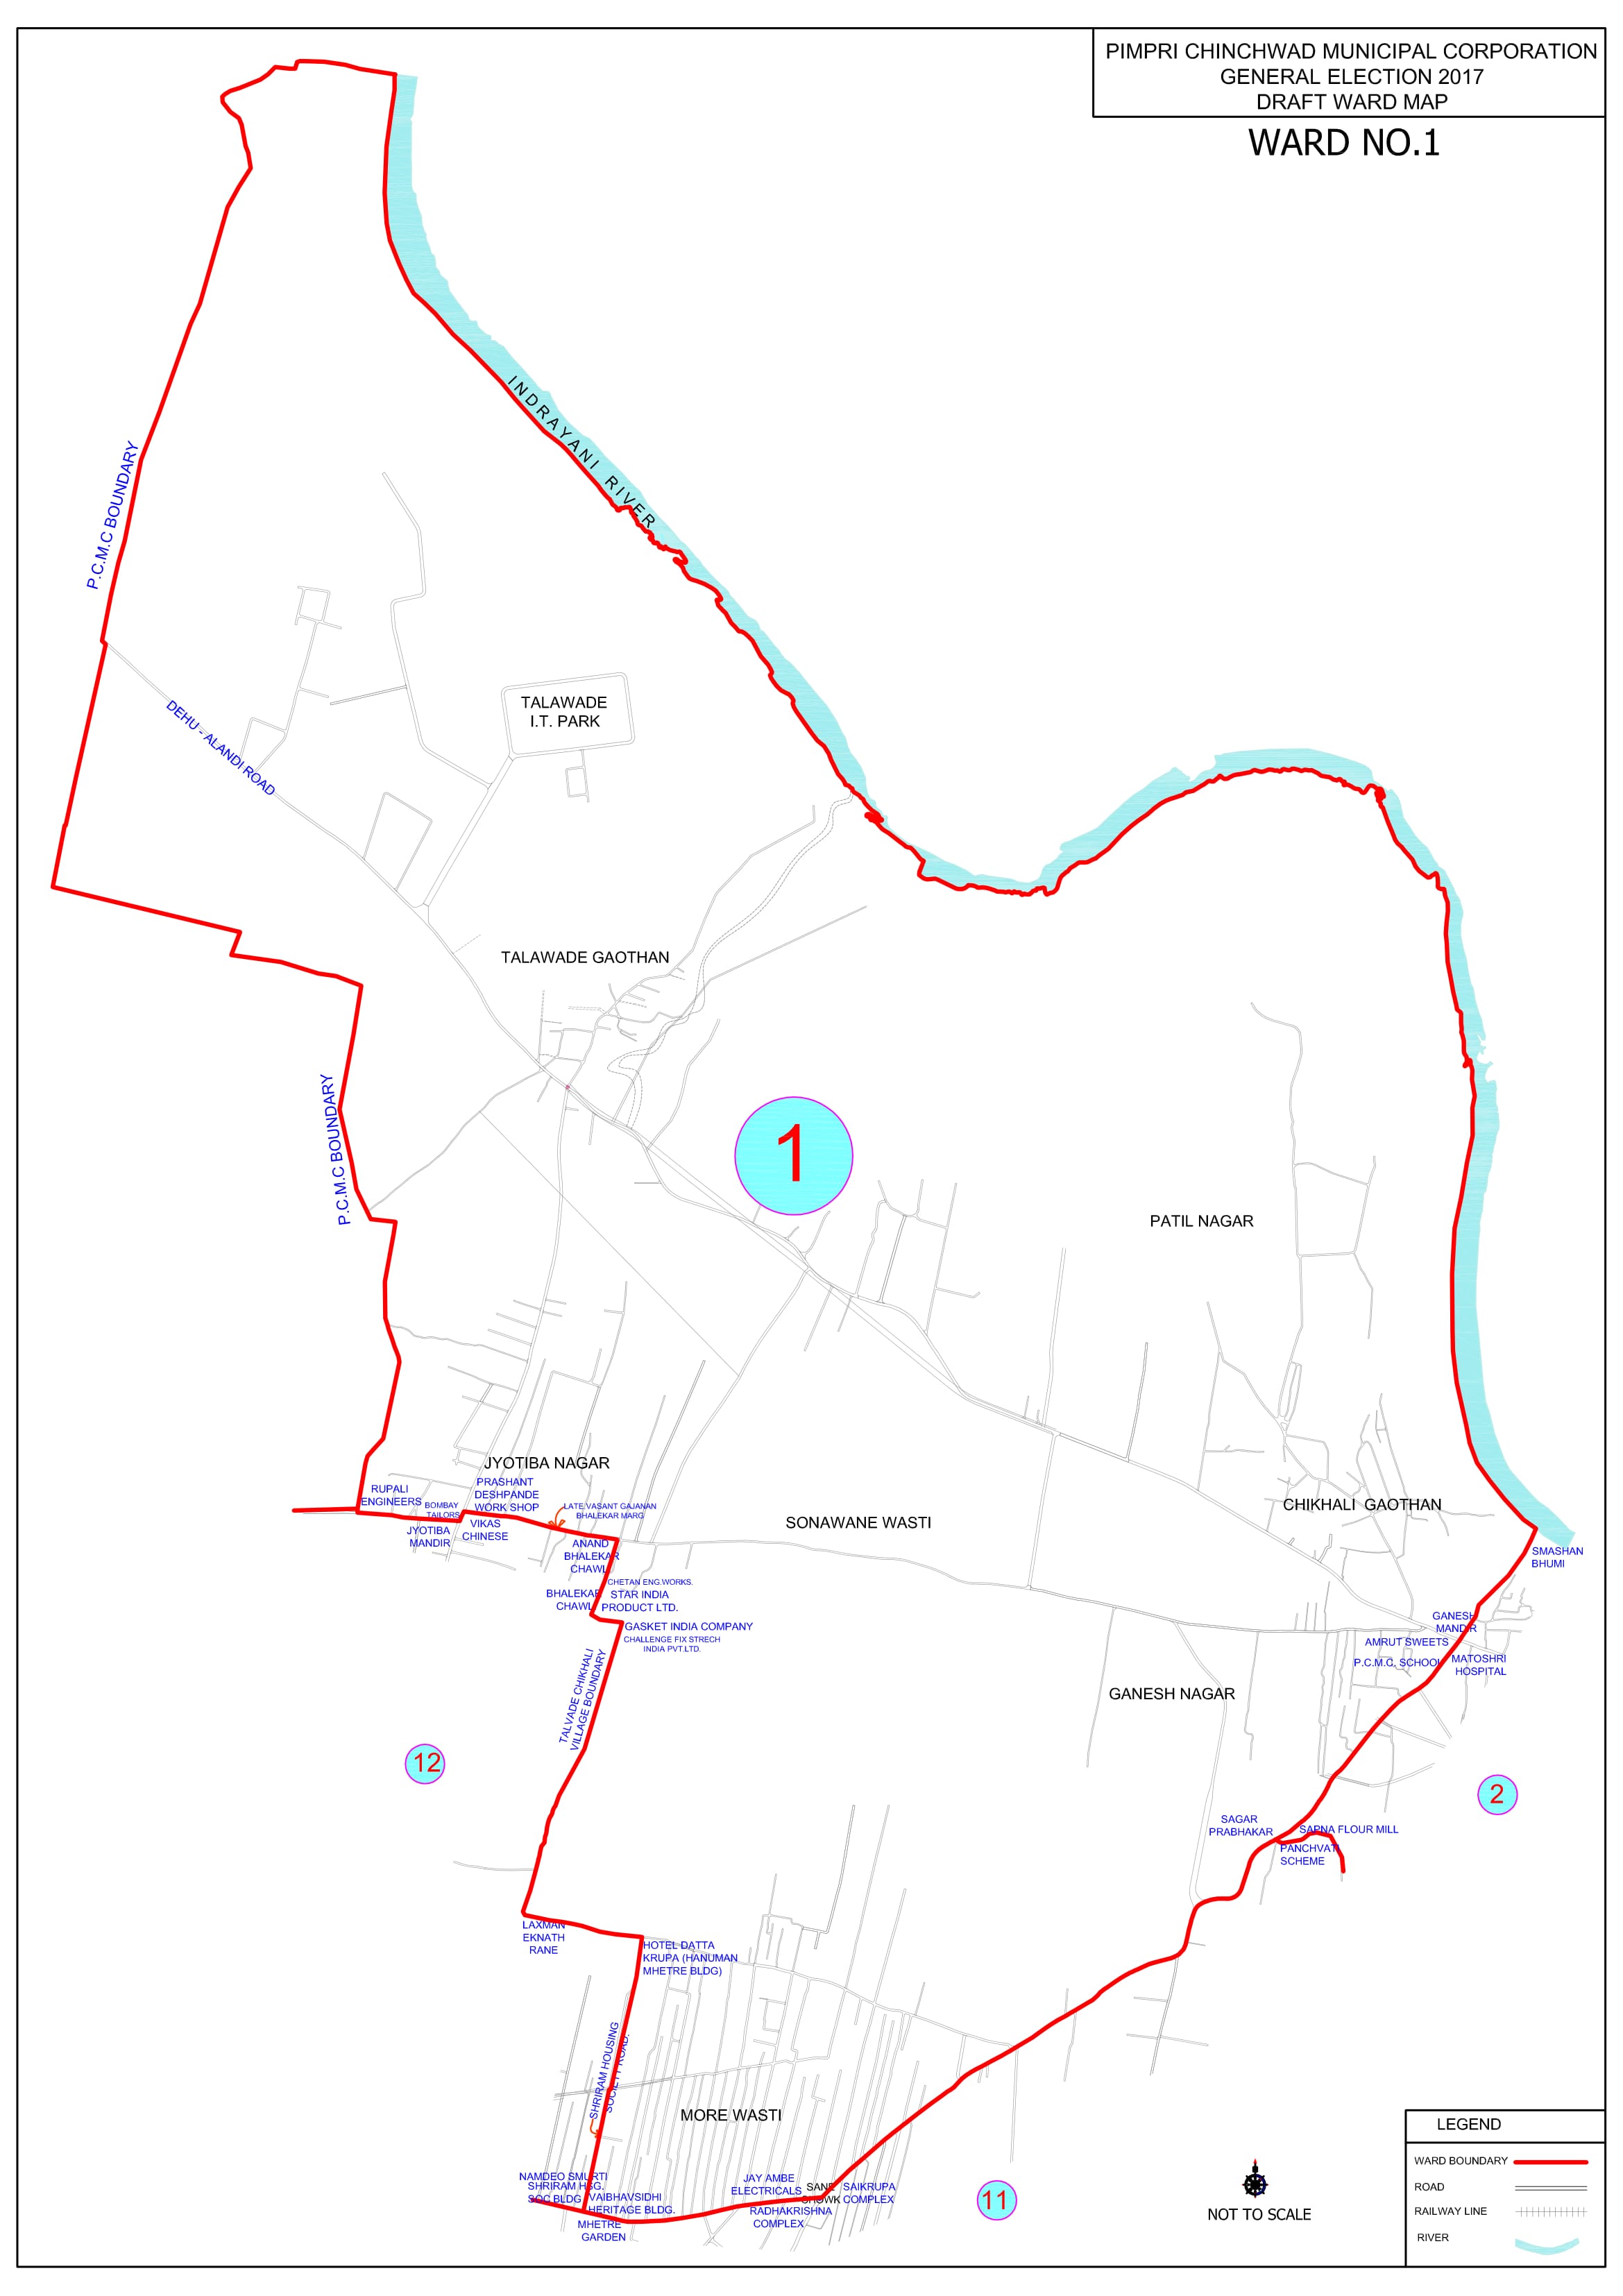 PIMPRI CHINCHWAD MUNICIPAL CORPORATION
GENERAL ELECTION 2017
DRAFT WARD MAP
WARD NO.1
INDRAYANI RIVER
P.C.M.C BOUNDARY
DEHU - ALANDI ROAD
TALAWADE
I.T. PARK
TALAWADE GAOTHAN
P.C.M.C BOUNDARY
1
PATIL NAGAR
JYOTIBA NAGAR
RUPALI
ENGINEERS
BOMBAY
TAILORS
PRASHANT
DESHPANDE
WORK SHOP
LATE VASANT GAJANAN
BHALEKAR MARG
JYOTIBA
MANDIR
VIKAS
CHINESE
SONAWANE WASTI
CHIKHALI GAOTHAN
ANAND
BHALEKAR
CHAWL
SMASHAN
BHUMI
CHETAN ENG.WORKS.
BHALEKAR
CHAWL
STAR INDIA
PRODUCT LTD.
GASKET INDIA COMPANY
CHALLENGE FIX STRECH
INDIA PVT.LTD.
GANESH
MANDIR
AMRUT SWEETS
P.C.M.C. SCHOOL
MATOSHRI
HOSPITAL
TALVADE CHIKHALI
VILLAGE BOUNDARY
GANESH NAGAR
12
2
SAGAR
PRABHAKAR
SAPNA FLOUR MILL
PANCHVATI
SCHEME
LAXMAN
EKNATH
RANE
HOTEL DATTA
KRUPA (HANUMAN
MHETRE BLDG)
SHRIRAM HOUSING
SOCIETY ROAD.
MORE WASTI
NAMDEO SMURTI
SHRIRAM HSG.
SOC.BLDG
VAIBHAVSIDHI
HERITAGE BLDG.
MHETRE
GARDEN
JAY AMBE
ELECTRICALS
SANE
CHOWK
SAIKRUPA
COMPLEX
RADHAKRISHNA
COMPLEX
11
NOT TO SCALE
LEGEND
WARD BOUNDARY
ROAD
RAILWAY LINE
RIVER